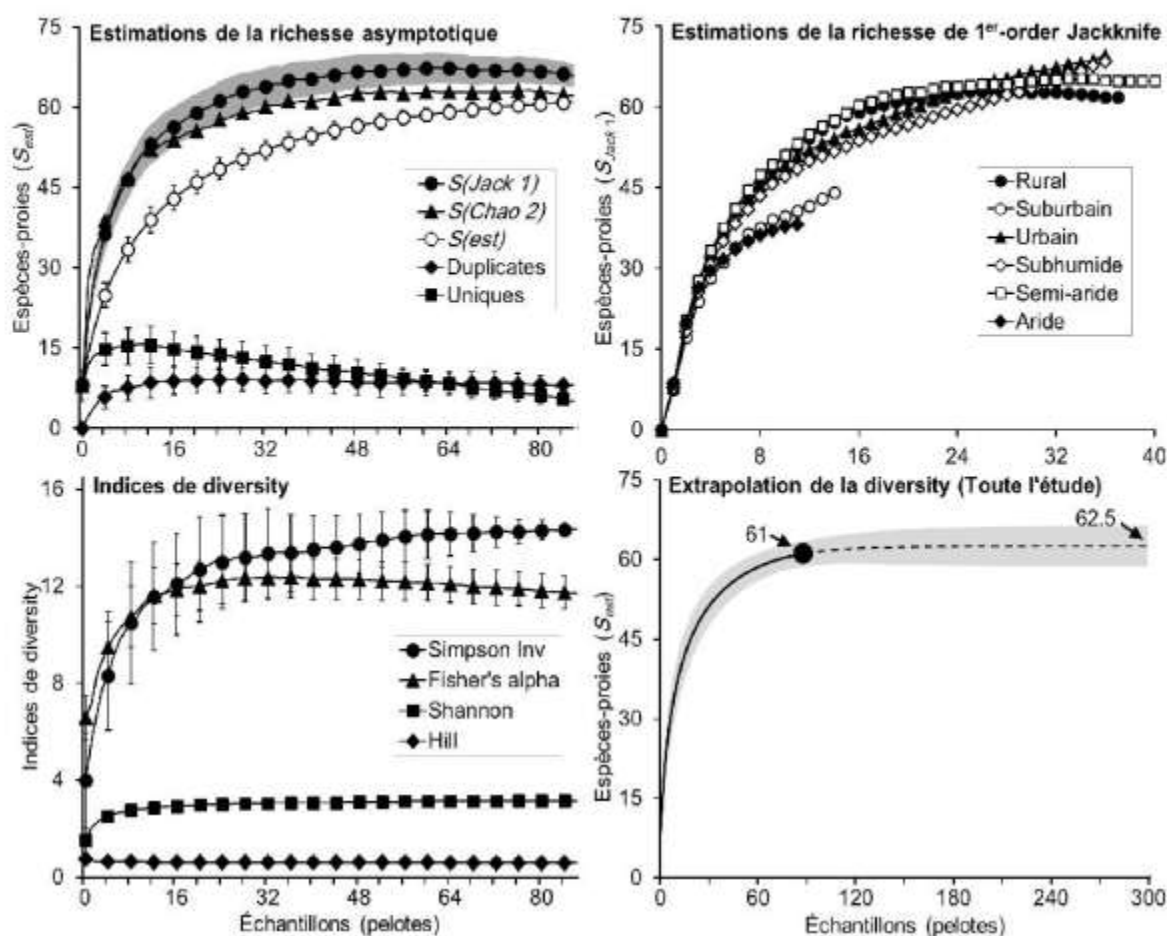 Estimations de la richesse asymptotique
75
60
45
30
15
0
Espèces-proies (S est)
S(Jack 1)
S(Chao 2)
S(est)
Duplicates
Uniques
0 16 32 48 64 80
Estimations de la richesse de 1er-order Jackknife
75
60
45
30
15
0
Espèces-proies (S Jack 1)
Rural
Suburbain
Urbain
Subhumide
Semi-aride
Aride
0 8 16 24 32 40
Indices de diversity
16
12
8
4
0
Indices de diversity
Simpson Inv
Fisher's alpha
Shannon
Hill
0 16 32 48 64 80
Échantillons (pelotes)
Extrapolation de la diversity (Toute l'étude)
75
60
45
30
15
0
Espèces-proies (S inst)
61
62.5
0 60 120 180 240 300
Échantillons (pelotes)